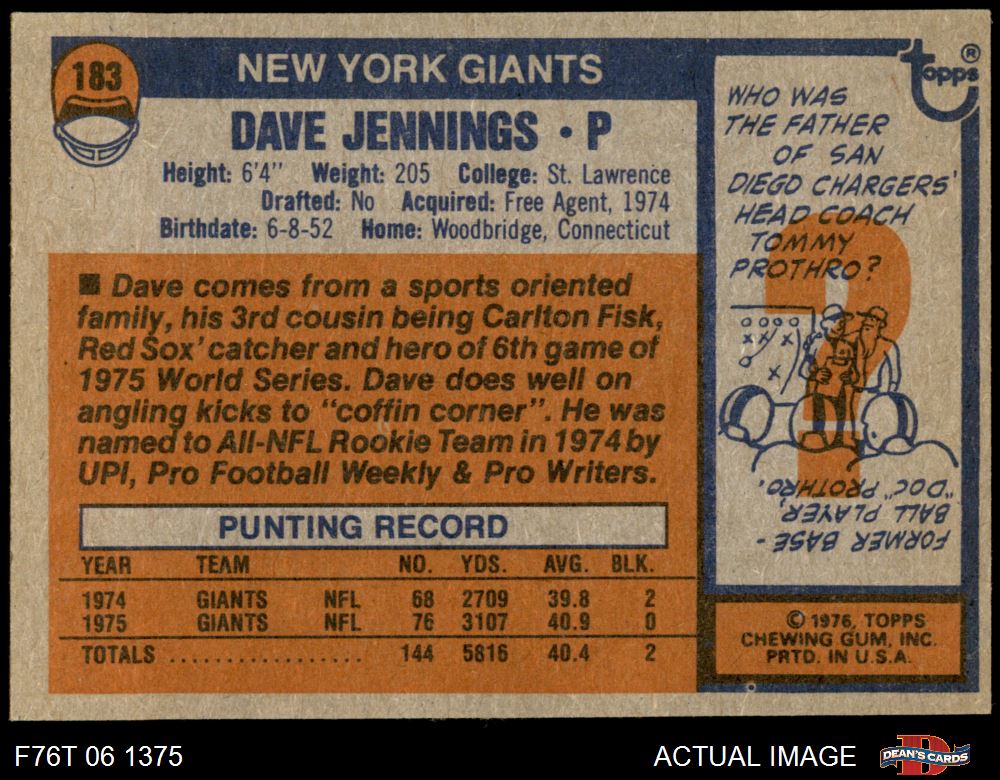 183
NEW YORK GIANTS
DAVE JENNINGS • P
Height: 6'4" Weight: 205 College: St. Lawrence
Drafted: No Acquired: Free Agent, 1974
Birthdate: 6-8-52 Home: Woodbridge, Connecticut
■ Dave comes from a sports oriented
family, his 3rd cousin being Carlton Fisk,
Red Sox' catcher and hero of 6th game of
1975 World Series. Dave does well on
angling kicks to "coffin corner". He was
named to All-NFL Rookie Team in 1974 by
UPI, Pro Football Weekly & Pro Writers.
PUNTING RECORD
YEAR TEAM NO. YDS. AVG. BLK.
1974 GIANTS NFL 68 2709 39.8 2
1975 GIANTS NFL 76 3107 40.9 0
TOTALS .................. 144 5816 40.4 2
topps ®
WHO WAS
THE FATHER
OF SAN
DIEGO CHARGERS'
HEAD COACH
TOMMY
PROTHRO?
?
FORMER BASE-
BALL PLAYER,
"DOC" PROTHRO.
© 1976, TOPPS
CHEWING GUM, INC.
PRTD. IN U.S.A.
F76T 06 1375
ACTUAL IMAGE
DEAN'S CARDS